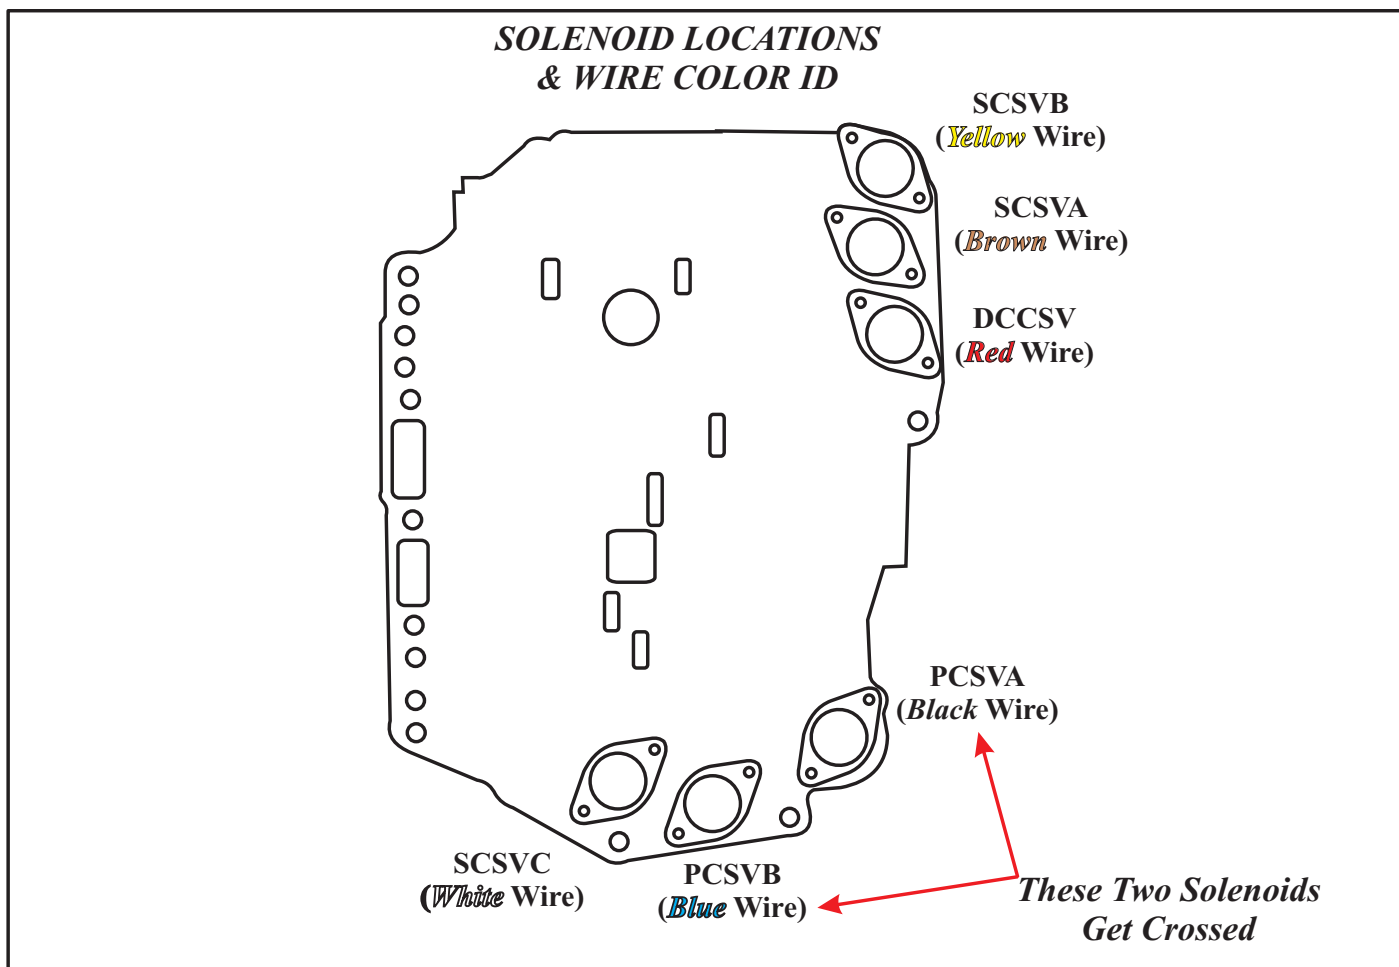 SOLENOID LOCATIONS
& WIRE COLOR ID
SCSVB
(Yellow Wire)
SCSVA
(Brown Wire)
DCCSV
(Red Wire)
PCSVA
(Black Wire)
SCSVC
(White Wire)
PCSVB
(Blue Wire)
These Two Solenoids
Get Crossed